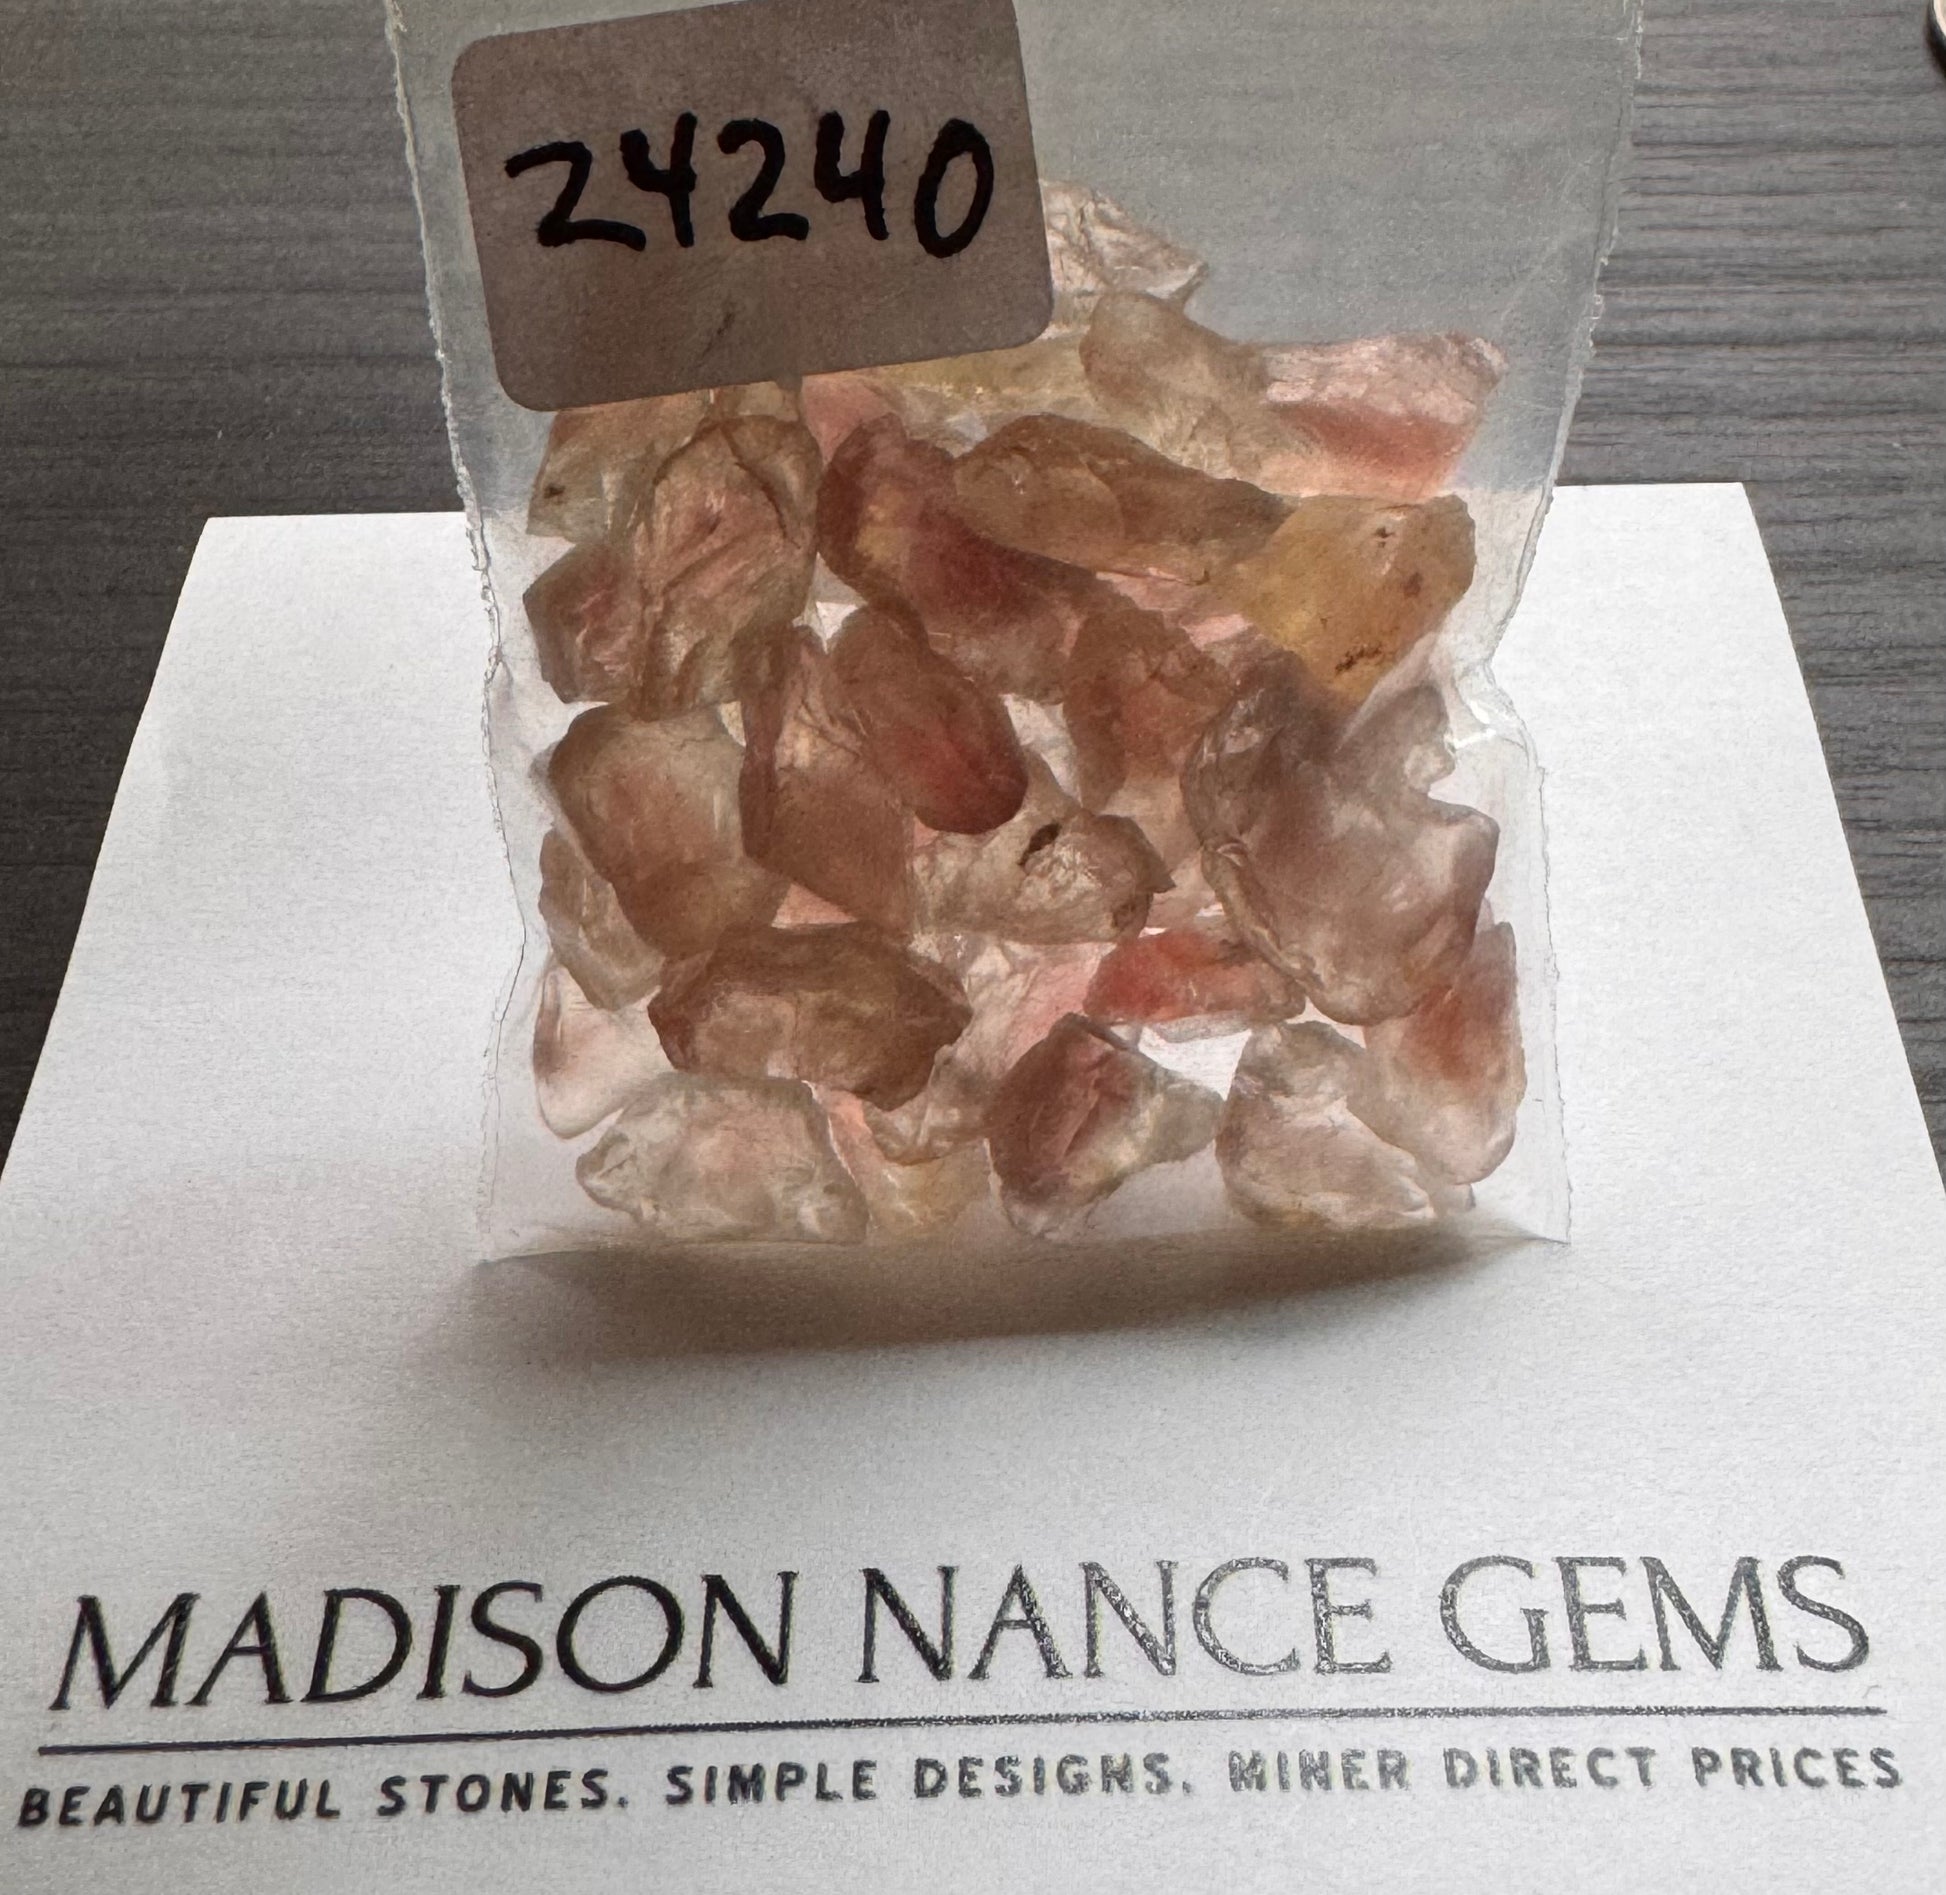 24240
MADISON NANCE GEMS
BEAUTIFUL STONES. SIMPLE DESIGNS. MINER DIRECT PRICES